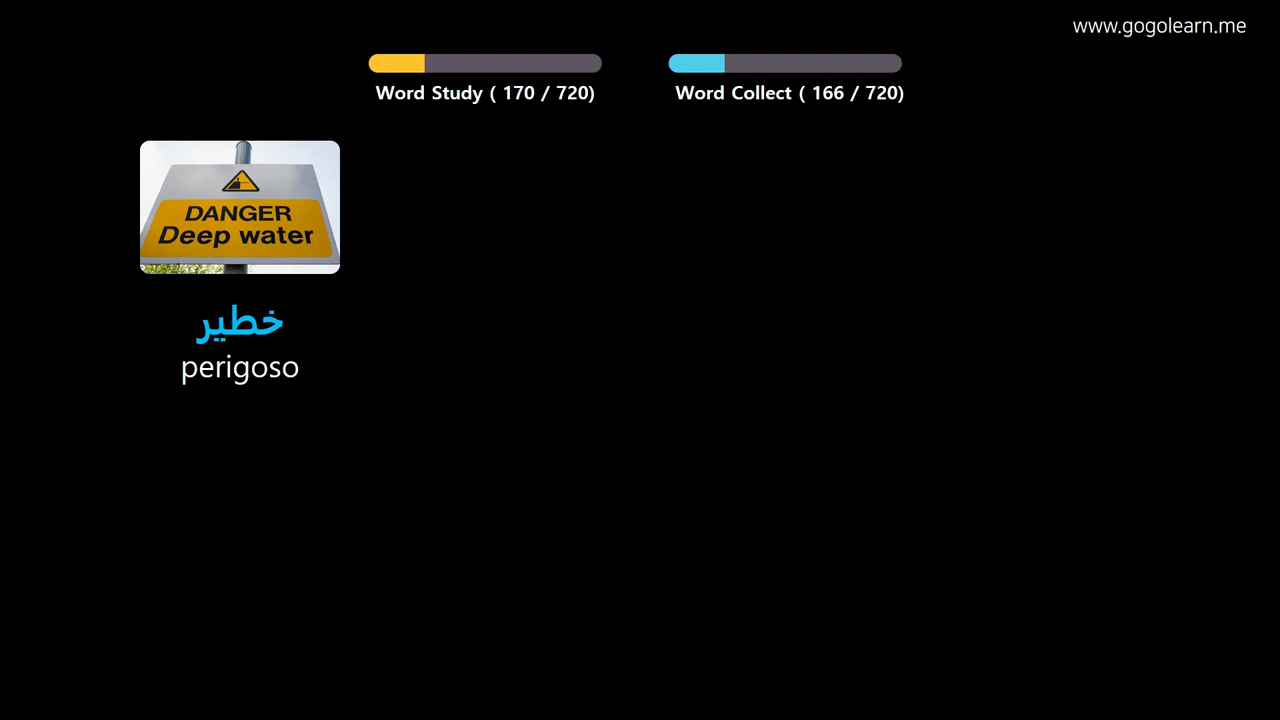 www.gogolearn.me
Word Study ( 170 / 720)
Word Collect ( 166 / 720)
DANGER
Deep water
خطير
perigoso